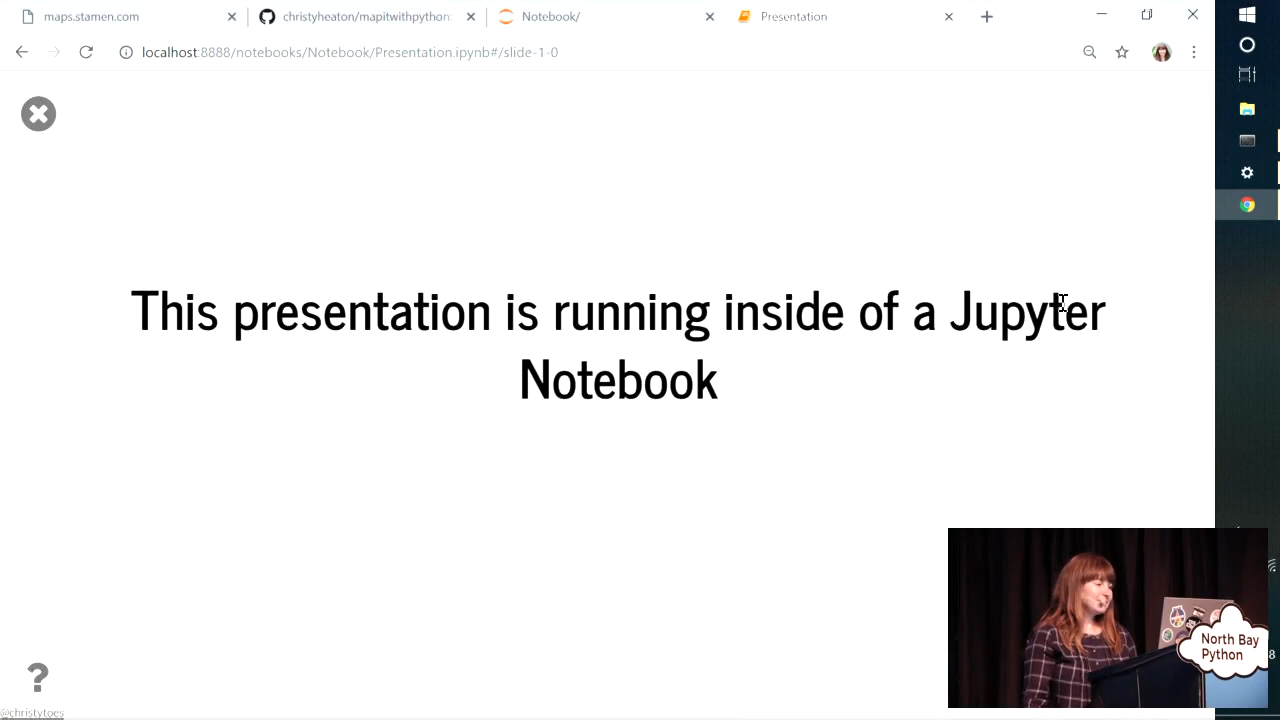 maps.stamen.com
christyheaton/mapitwithpython
Notebook/
Presentation
localhost:8888/notebooks/Notebook/Presentation.ipynb#/slide-1-0
This presentation is running inside of a Jupyter
Notebook
?
@christytoes
North Bay
Python
8